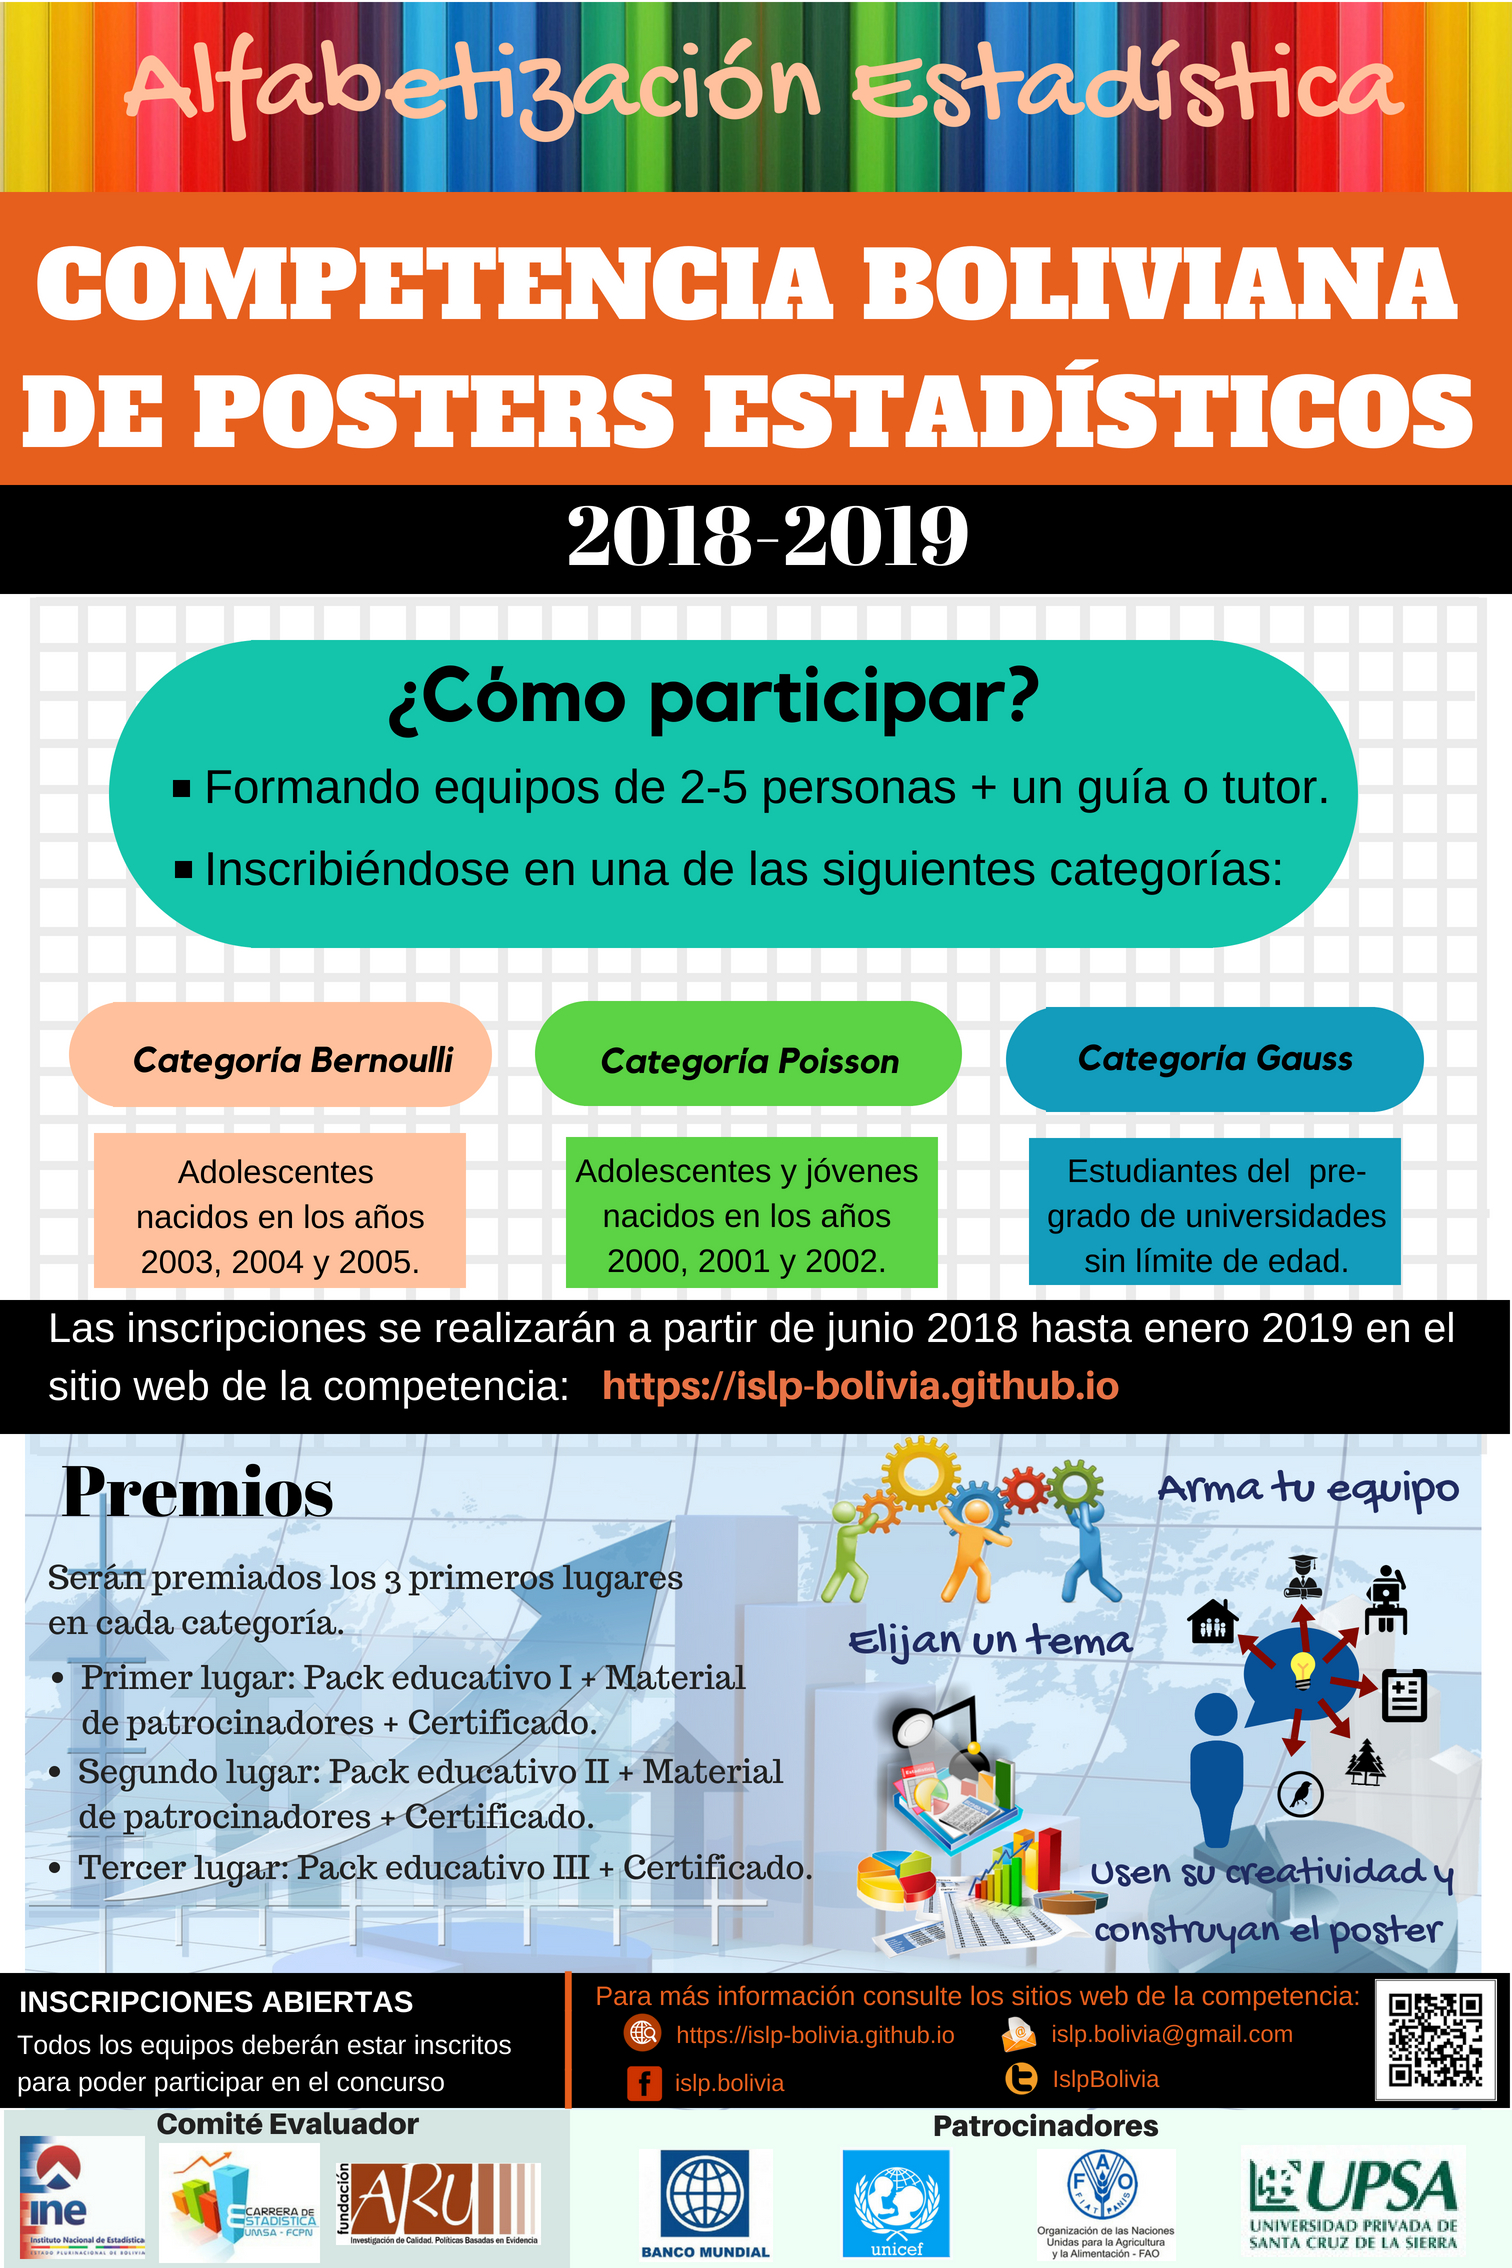 Alfabetización Estadística
COMPETENCIA BOLIVIANA
DE POSTERS ESTADÍSTICOS
2018-2019
¿Cómo participar?
▪ Formando equipos de 2-5 personas + un guía o tutor.
▪ Inscribiéndose en una de las siguientes categorías:
Categoría Bernoulli
Adolescentes
nacidos en los años
2003, 2004 y 2005.
Categoría Poisson
Adolescentes y jóvenes
nacidos en los años
2000, 2001 y 2002.
Categoría Gauss
Estudiantes del pre-
grado de universidades
sin límite de edad.
Las inscripciones se realizarán a partir de junio 2018 hasta enero 2019 en el
sitio web de la competencia: https://islp-bolivia.github.io
Premios
Serán premiados los 3 primeros lugares
en cada categoría.
• Primer lugar: Pack educativo I + Material
de patrocinadores + Certificado.
• Segundo lugar: Pack educativo II + Material
de patrocinadores + Certificado.
• Tercer lugar: Pack educativo III + Certificado.
Arma tu equipo
Elijan un tema
Usen su creatividad y
construyan el poster
INSCRIPCIONES ABIERTAS
Todos los equipos deberán estar inscritos
para poder participar en el concurso
Para más información consulte los sitios web de la competencia:
https://islp-bolivia.github.io
islp.bolivia@gmail.com
islp.bolivia
IslpBolivia
Comité Evaluador
ine
Instituto Nacional de Estadística
ESTADO PLURINACIONAL DE BOLIVIA
CARRERA DE
ESTADISTICA
UMSA - FCPN
fundación
ARU
Investigación de Calidad. Políticas Basadas en Evidencia
Patrocinadores
BANCO MUNDIAL
unicef
FAO
FIAT PANIS
Organización de las Naciones
Unidas para la Agricultura
y la Alimentación - FAO
UPSA
UNIVERSIDAD PRIVADA DE
SANTA CRUZ DE LA SIERRA